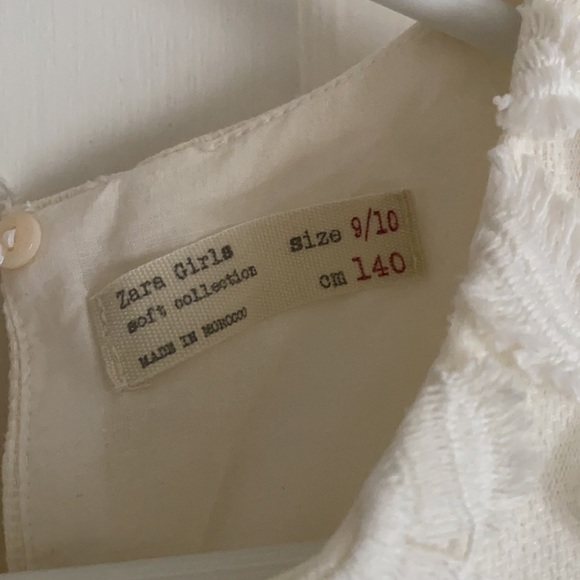 Zara Girls
soft collection
MADE IN MOROCCO
size 9/10
cm 140